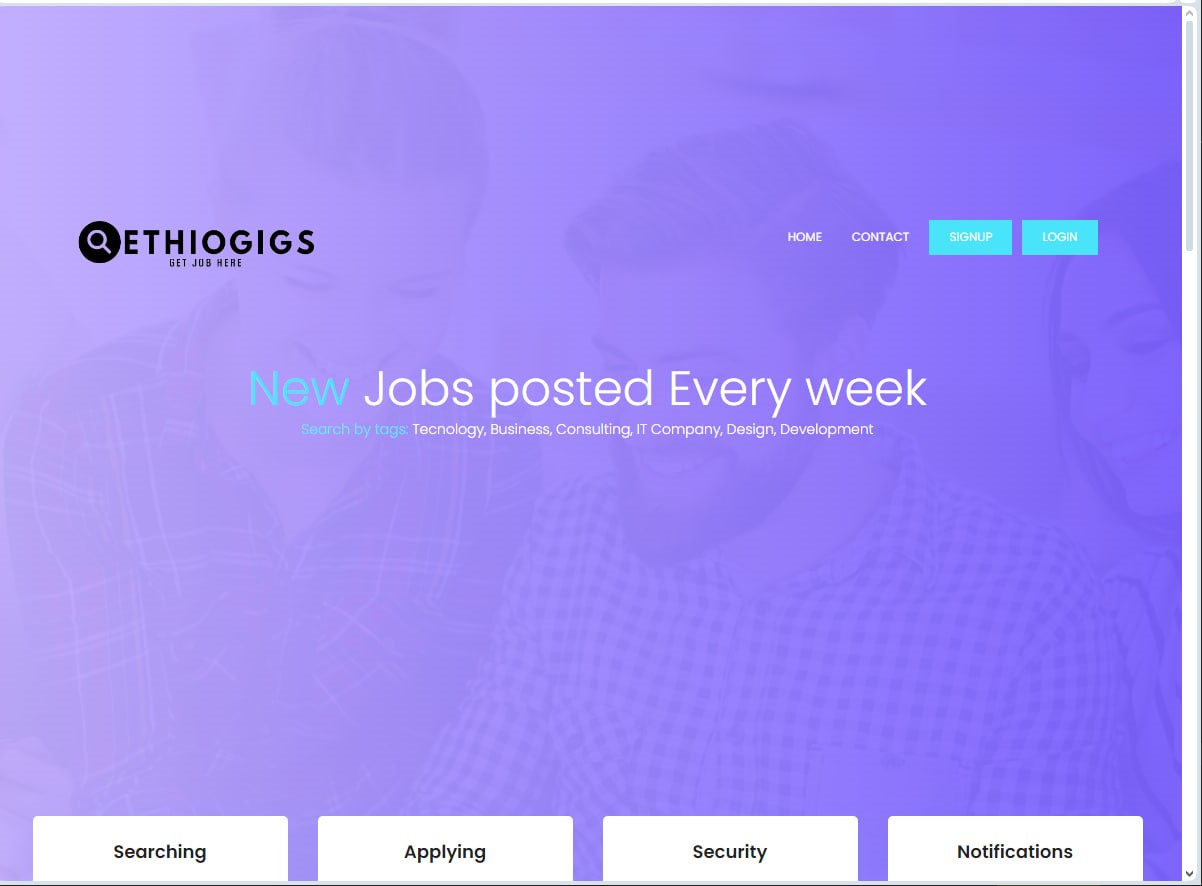 ETHIOGIGS
GET JOB HERE
HOME CONTACT SIGNUP LOGIN
New Jobs posted Every week
Search by tags: Tecnology, Business, Consulting, IT Company, Design, Development
Searching Applying Security Notifications